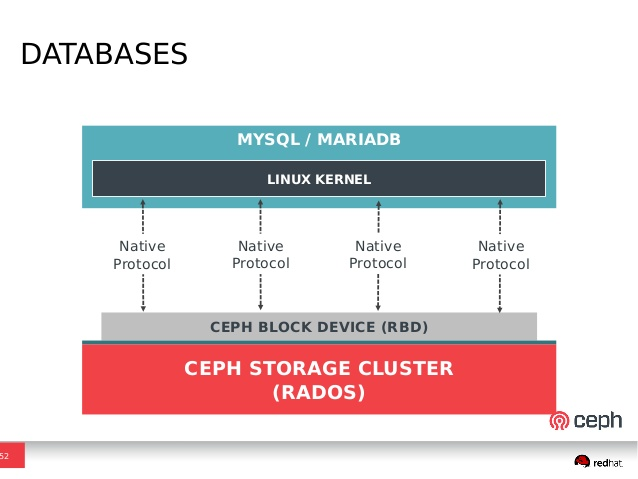 DATABASES
MYSQL / MARIADB
LINUX KERNEL
Native Native Native Native
Protocol Protocol Protocol Protocol
CEPH BLOCK DEVICE (RBD)
CEPH STORAGE CLUSTER
(RADOS)
ceph
52
redhat.